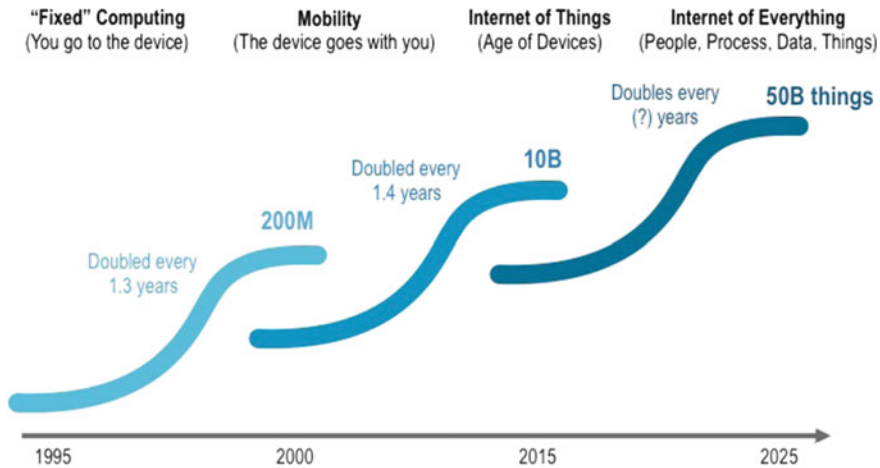 “Fixed” Computing
(You go to the device)
Mobility
(The device goes with you)
Internet of Things
(Age of Devices)
Internet of Everything
(People, Process, Data, Things)
Doubled every
1.3 years
200M
Doubled every
1.4 years
10B
Doubles every
(?) years
50B things
1995
2000
2015
2025